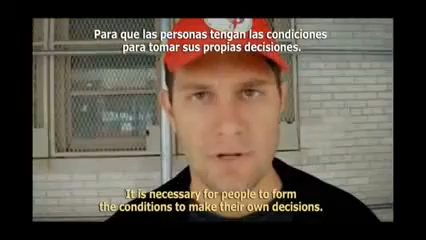 Para que las personas tengan las condiciones
para tomar sus propias decisiones.
It is necessary for people to form
the conditions to make their own decisions.